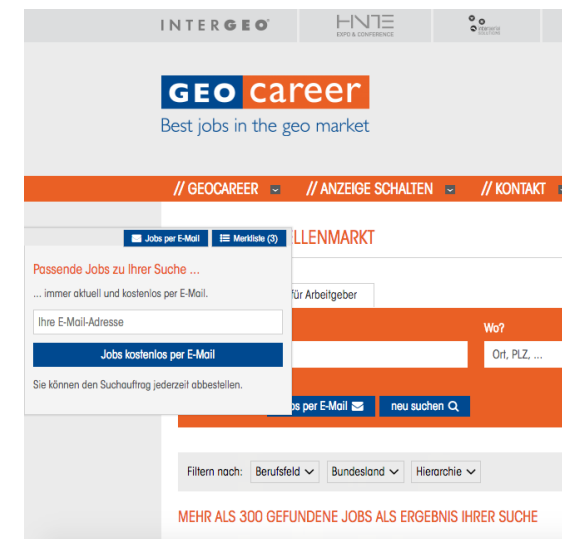 INTERGEO
HNTE
EXPO & CONFERENCE
GEO career
Best jobs in the geo market
// GEOCAREER // ANZEIGE SCHALTEN // KONTAKT
Jobs per E-Mail Merkliste (3) LLENMARKT
Passende Jobs zu Ihrer Suche ...
... immer aktuell und kostenlos per E-Mail.
für Arbeitgeber
Ihre E-Mail-Adresse
Wo?
Jobs kostenlos per E-Mail
Ort, PLZ, ...
Sie können den Suchauftrag jederzeit abbestellen.
per E-Mail neu suchen
Filtern nach: Berufsfeld Bundesland Hierarchie
MEHR ALS 300 GEFUNDENE JOBS ALS ERGEBNIS IHRER SUCHE